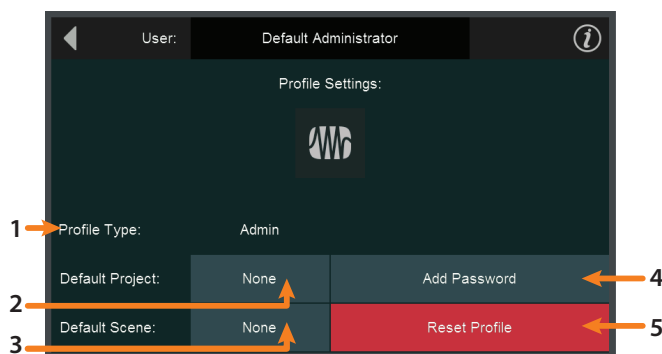 User: Default Administrator i
Profile Settings:
1 Profile Type: Admin
Default Project: None Add Password 4
2
Default Scene: None Reset Profile 5
3